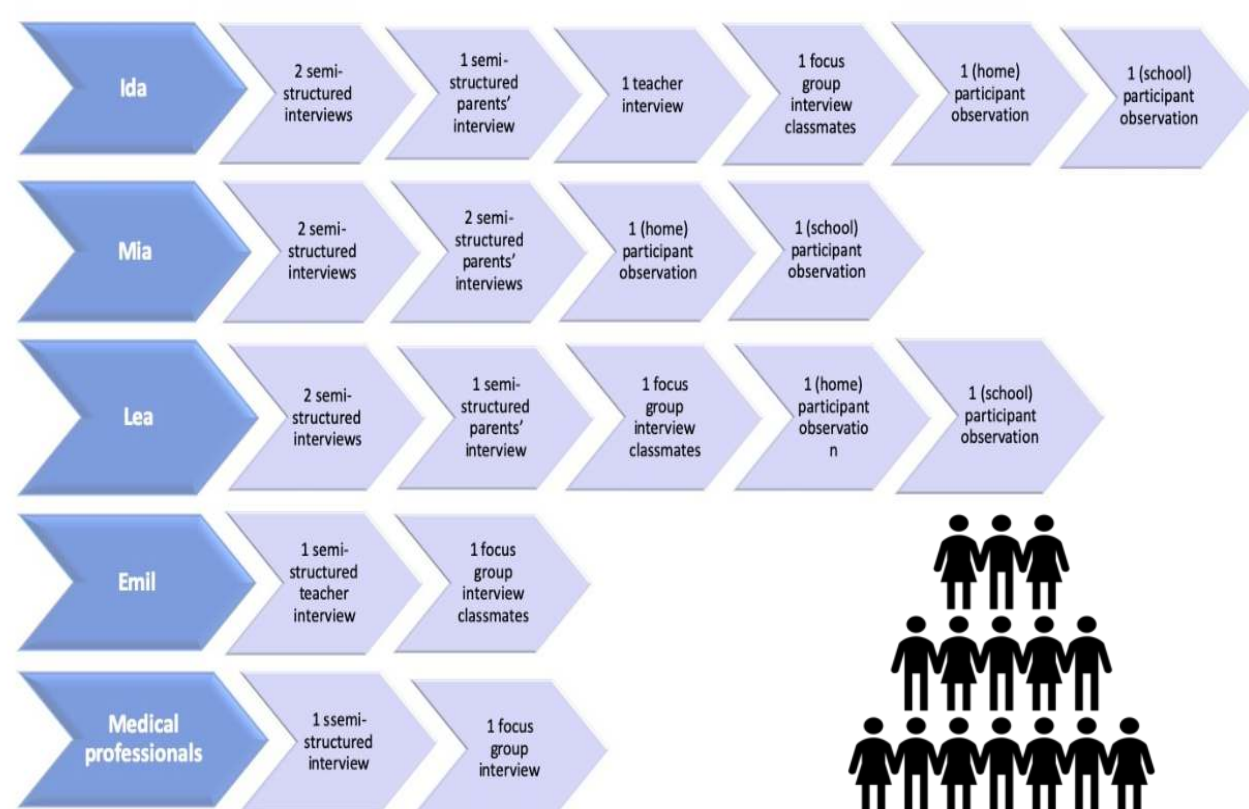 Ida
2 semi-
structured
interviews
1 semi-
structured
parents'
interview
1 teacher
interview
1 focus
group
interview
classmates
1 (home)
participant
observation
1 (school)
participant
observation
Mia
2 semi-
structured
interviews
2 semi-
structured
parents'
interviews
1 (home)
participant
observation
1 (school)
participant
observation
Lea
2 semi-
structured
interviews
1 semi-
structured
parents'
interview
1 focus
group
interview
classmates
1 (home)
participant
observatio
n
1 (school)
participant
observation
Emil
1 semi-
structured
teacher
interview
1 focus
group
interview
classmates
Medical
professionals
1 ssemi-
structured
interview
1 focus
group
interview